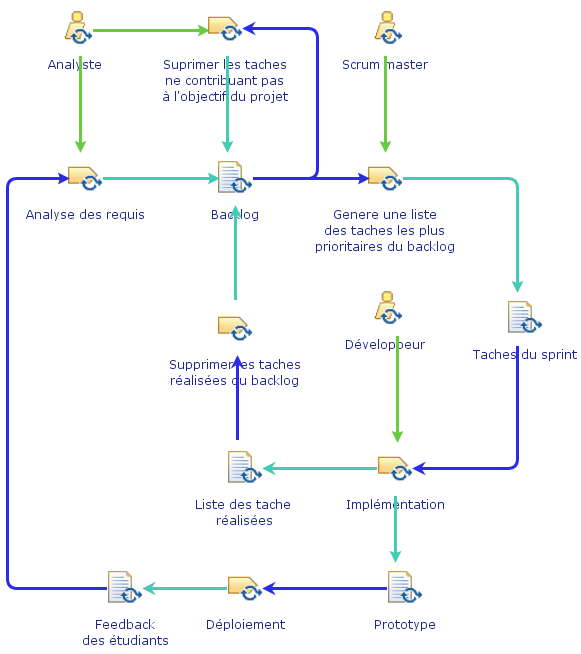 Analyste
Suprimer les taches
ne contribuant pas
à l'objectif du projet
Scrum master
Analyse des requis
Backlog
Genere une liste
des taches les plus
prioritaires du backlog
Développeur
Taches du sprint
Supprimer les taches
réalisées du backlog
Liste des tache
réalisées
Implémentation
Feedback
des étudiants
Déploiement
Prototype